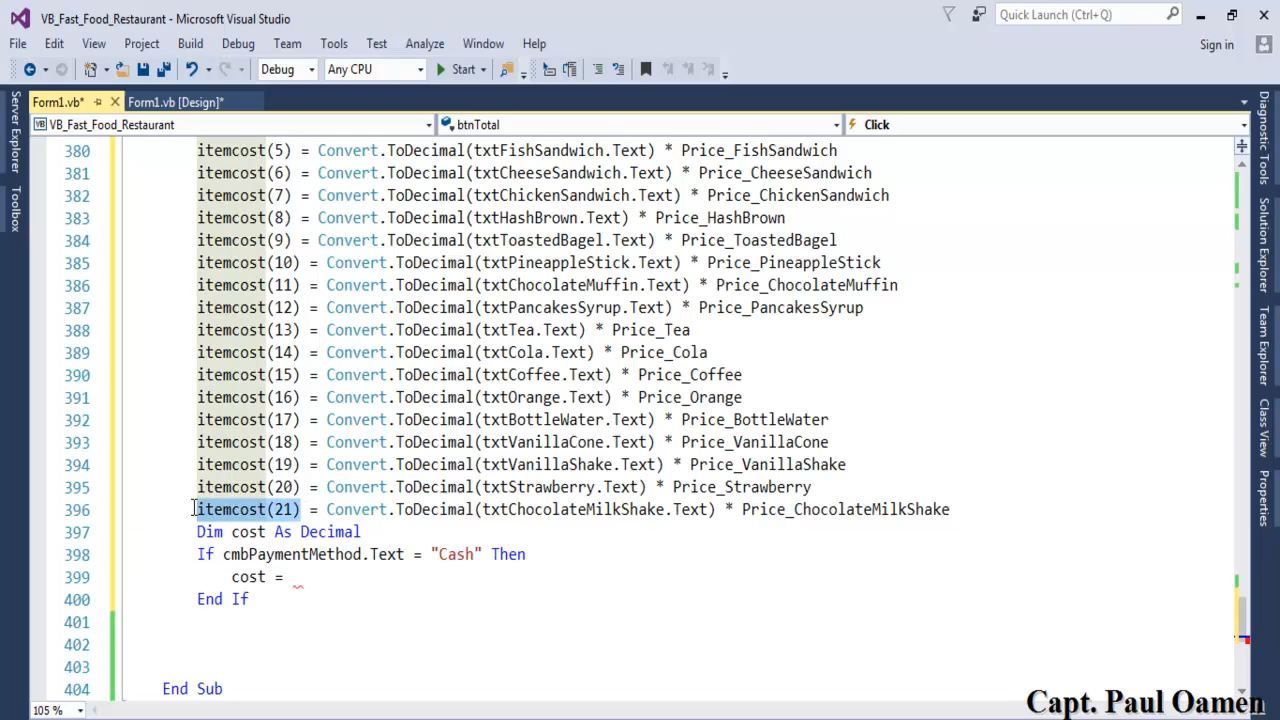 VB_Fast_Food_Restaurant - Microsoft Visual Studio
Quick Launch (Ctrl+Q)
File Edit View Project Build Debug Team Tools Test Analyze Window Help
Sign in
Debug Any CPU Start
Form1.vb* Form1.vb [Design]*
VB_Fast_Food_Restaurant btnTotal Click
380 itemcost(5) = Convert.ToDecimal(txtFishSandwich.Text) * Price_FishSandwich
381 itemcost(6) = Convert.ToDecimal(txtCheeseSandwich.Text) * Price_CheeseSandwich
382 itemcost(7) = Convert.ToDecimal(txtChickenSandwich.Text) * Price_ChickenSandwich
383 itemcost(8) = Convert.ToDecimal(txtHashBrown.Text) * Price_HashBrown
384 itemcost(9) = Convert.ToDecimal(txtToastedBagel.Text) * Price_ToastedBagel
385 itemcost(10) = Convert.ToDecimal(txtPineappleStick.Text) * Price_PineappleStick
386 itemcost(11) = Convert.ToDecimal(txtChocolateMuffin.Text) * Price_ChocolateMuffin
387 itemcost(12) = Convert.ToDecimal(txtPancakesSyrup.Text) * Price_PancakesSyrup
388 itemcost(13) = Convert.ToDecimal(txtTea.Text) * Price_Tea
389 itemcost(14) = Convert.ToDecimal(txtCola.Text) * Price_Cola
390 itemcost(15) = Convert.ToDecimal(txtCoffee.Text) * Price_Coffee
391 itemcost(16) = Convert.ToDecimal(txtOrange.Text) * Price_Orange
392 itemcost(17) = Convert.ToDecimal(txtBottleWater.Text) * Price_BottleWater
393 itemcost(18) = Convert.ToDecimal(txtVanillaCone.Text) * Price_VanillaCone
394 itemcost(19) = Convert.ToDecimal(txtVanillaShake.Text) * Price_VanillaShake
395 itemcost(20) = Convert.ToDecimal(txtStrawberry.Text) * Price_Strawberry
396 itemcost(21) = Convert.ToDecimal(txtChocolateMilkShake.Text) * Price_ChocolateMilkShake
397 Dim cost As Decimal
398 If cmbPaymentMethod.Text = "Cash" Then
399 cost =
400 End If
401
402
403
404 End Sub
105 %
Server Explorer
Toolbox
Diagnostic Tools
Solution Explorer
Team Explorer
Class View
Properties
Capt. Paul Oamen